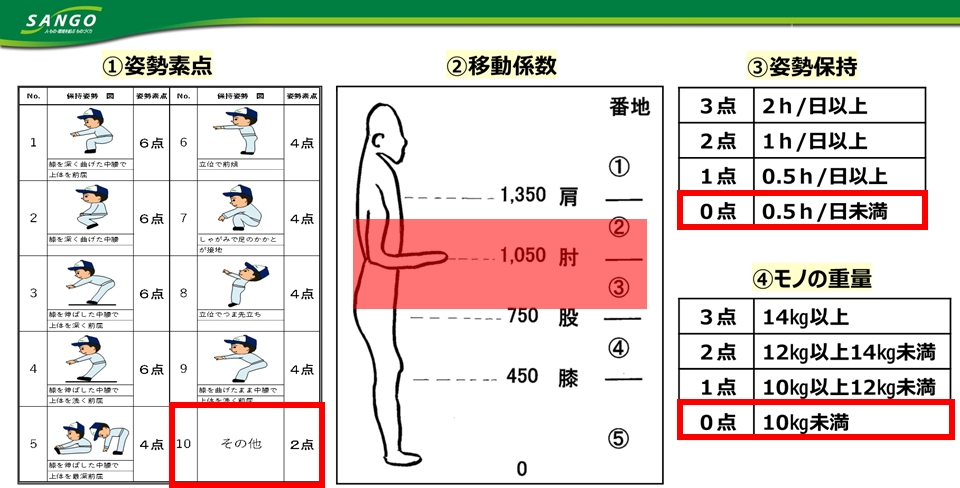 SANGO
人・もの・環境を結ぶ ものづくり
①姿勢素点
No. 保持姿勢 図 姿勢素点 No. 保持姿勢 図 姿勢素点
1 6点 6 4点
膝を深く曲げた中腰で
上体を前屈
立位で前傾
2 6点 7 4点
膝を深く曲げた中腰
しゃがみで足のかかと
が接地
3 6点 8 4点
膝を伸ばした中腰で
上体を深く前屈
立位でつま先立ち
4 6点 9 4点
膝を伸ばした中腰で
上体を浅く前屈
膝を曲げたまま中腰で
上体を浅く前屈
5 4点 10 その他 2点
膝を伸ばした中腰で
上体を最深前屈
②移動係数
番地
①
1,350 肩
②
1,050 肘
③
750 股
④
450 膝
⑤
0
③姿勢保持
3点 2h/日以上
2点 1h/日以上
1点 0.5h/日以上
0点 0.5h/日未満
④モノの重量
3点 14㎏以上
2点 12㎏以上14㎏未満
1点 10㎏以上12㎏未満
0点 10㎏未満